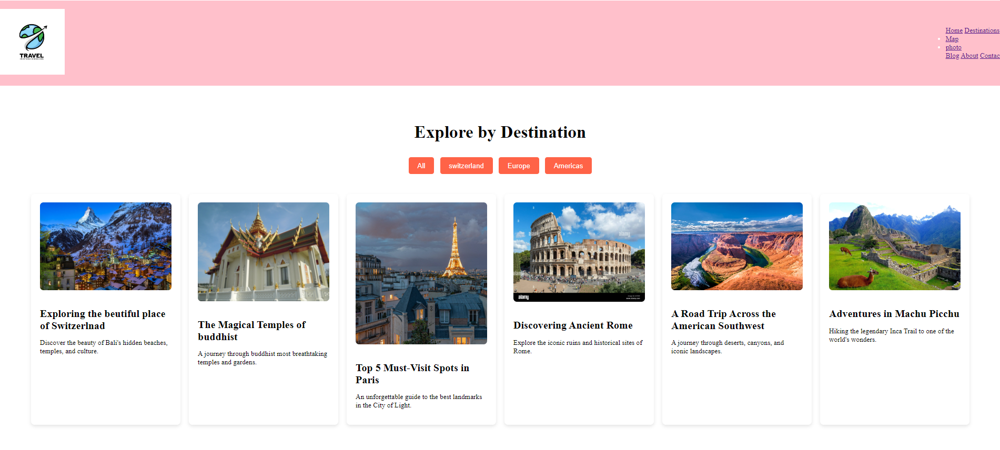 TRAVEL
Home Destinations
Map
photo
Blog About Contac
Explore by Destination
All switzerland Europe Americas
alamy alamy
alamy
alamy
Exploring the beutiful place
of Switzerlnad
Discover the beauty of Bali's hidden beaches,
temples, and culture.
The Magical Temples of
buddhist
A journey through buddhist most breathtaking
temples and gardens.
Top 5 Must-Visit Spots in
Paris
An unforgettable guide to the best landmarks
in the City of Light.
Discovering Ancient Rome
Explore the iconic ruins and historical sites of
Rome.
A Road Trip Across the
American Southwest
A journey through deserts, canyons, and
iconic landscapes.
Adventures in Machu Picchu
Hiking the legendary Inca Trail to one of the
world's wonders.